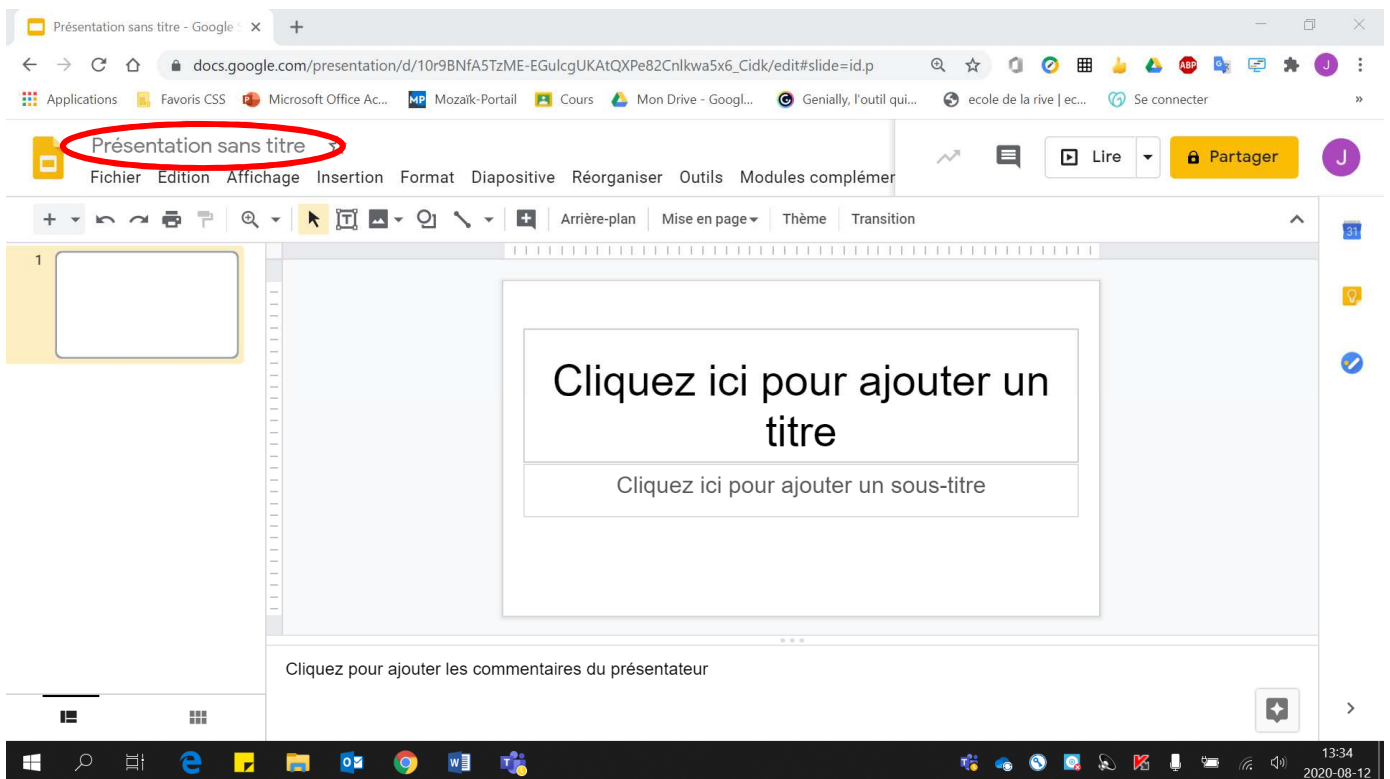 Présentation sans titre - Google S
docs.google.com/presentation/d/10r9BNfA5TzME-EGulcgUKAtQXPe82Cnlkwa5x6_Cidk/edit#slide=id.p
ABP
J
Applications
Favoris CSS
Microsoft Office Ac...
MP
Mozaïk-Portail
Cours
Mon Drive - Googl...
Genially, l'outil qui...
ecole de la rive | ec...
Se connecter
»
Présentation sans titre
Fichier Edition Affichage Insertion Format Diapositive Réorganiser Outils Modules complémer
Lire
Partager
J
Arrière-plan
Mise en page
Thème
Transition
31
1
Cliquez ici pour ajouter un
titre
Cliquez ici pour ajouter un sous-titre
Cliquez pour ajouter les commentaires du présentateur
13:34
2020-08-12